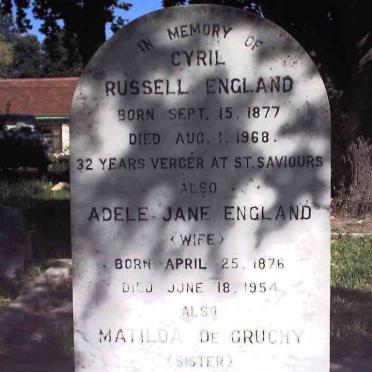 IN MEMORY OF
CYRIL
RUSSELL ENGLAND
BORN SEPT. 15. 1877
DIED AUG. 1. 1968.
32 YEARS VERGER AT ST. SAVIOURS
ALSO
ADELE JANE ENGLAND
(WIFE)
BORN APRIL 25, 1876
DIED JUNE 18, 1954.
ALSO
MATILDA DE GRUCHY
(SISTER)